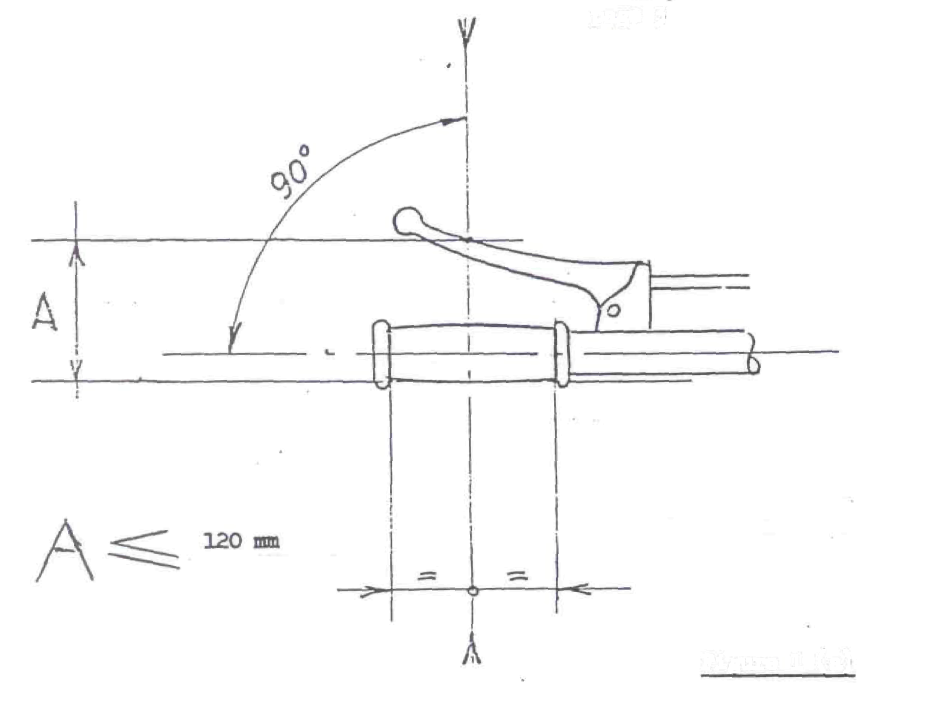 90°
A
A ≤ 120 mm
= =